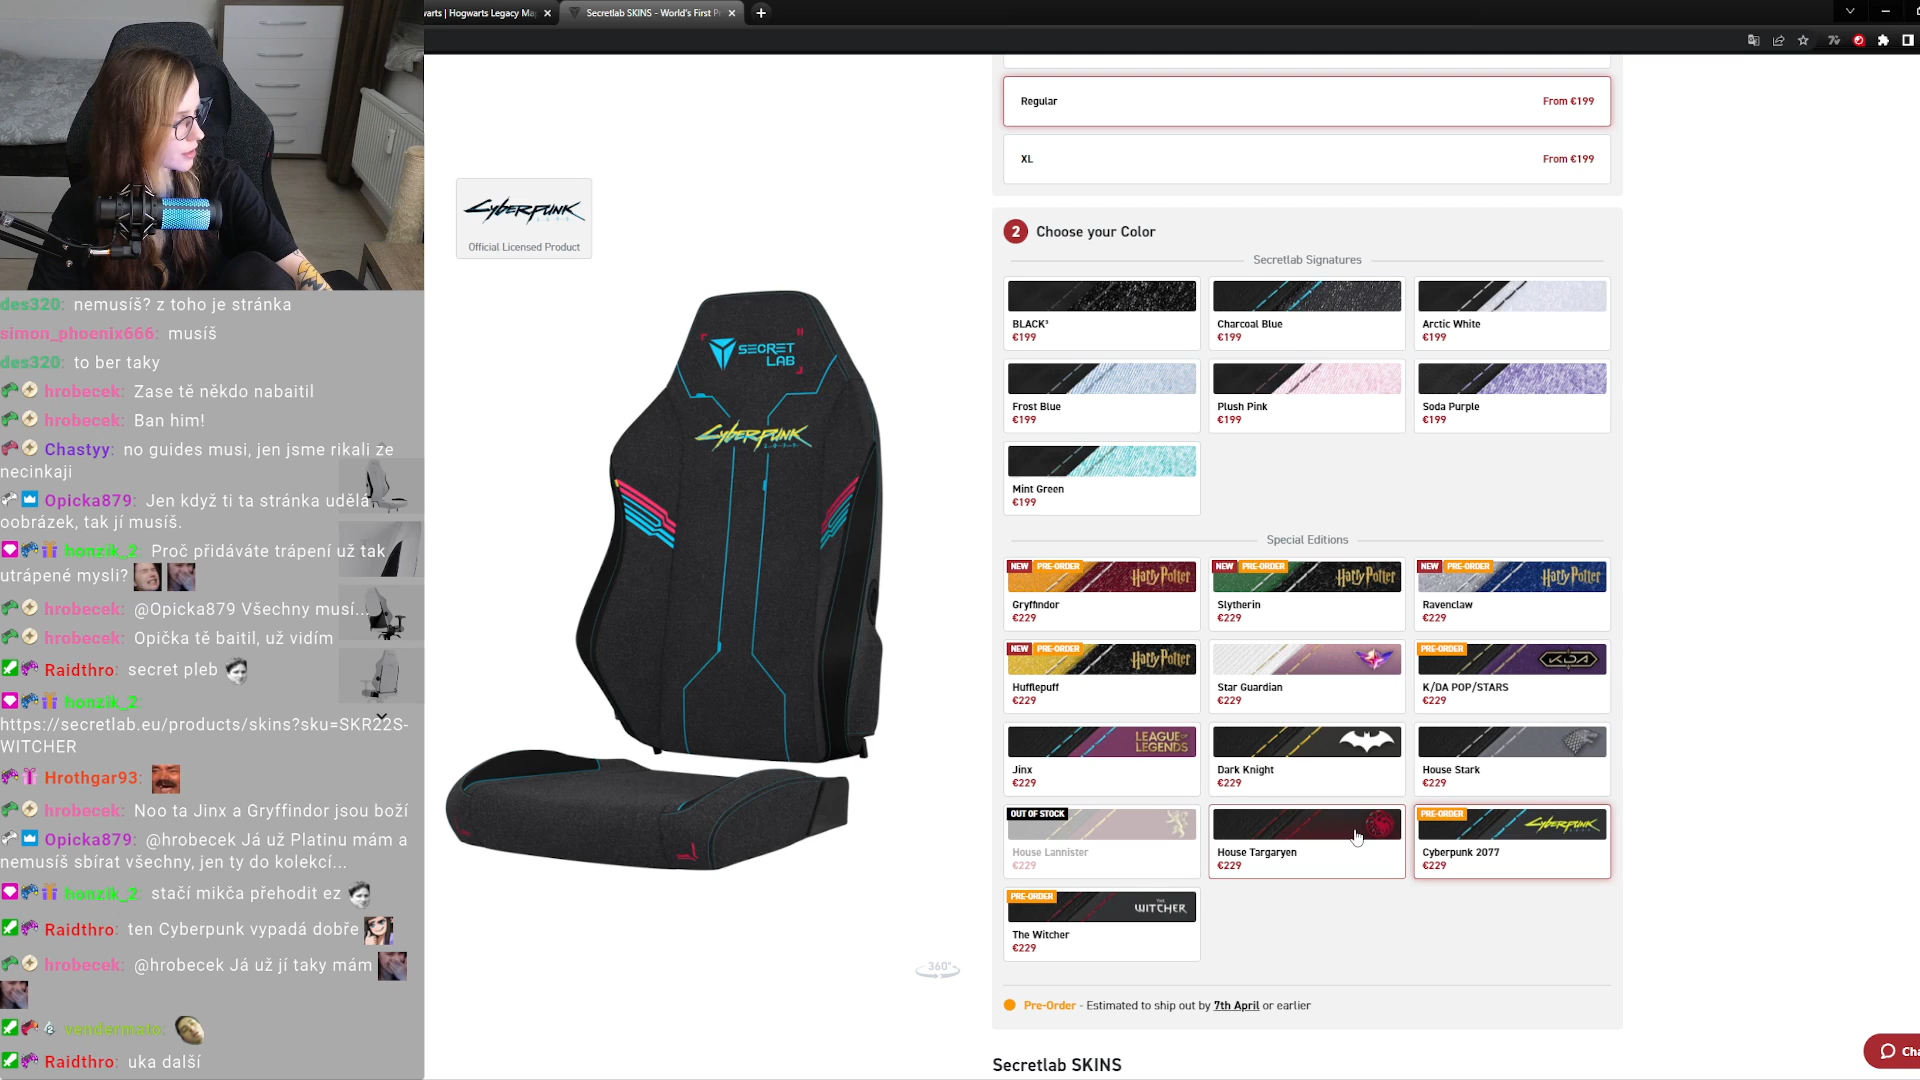 warts | Hogwarts Legacy Ma
Secretlab SKINS - World's First P
des320: nemusíš? z toho je stránka
simon_phoenix666: musíš
des320: to ber taky
hrobecek: Zase tě někdo nabaitil
hrobecek: Ban him!
Chastyy: no guides musi, jen jsme rikali ze
necinkaji
Opicka879: Jen když ti ta stránka udělá
oobrázek, tak jí musíš.
honzik_2: Proč přidáváte trápení už tak
utrápené mysli?
hrobecek: @Opicka879 Všechny musí...
hrobecek: Opička tě baitil, už vidím
Raidthro: secret pleb
honzik_2:
https://secretlab.eu/products/skins?sku=SKR22S-
WITCHER
Hrothgar93:
hrobecek: Noo ta Jinx a Gryffindor jsou boží
Opicka879: @hrobecek Já už Platinu mám a
nemusíš sbírat všechny, jen ty do kolekcí...
honzik_2: stačí mikča přehodit ez
Raidthro: ten Cyberpunk vypadá dobře
hrobecek: @hrobecek Já už jí taky mám
vendermato:
Raidthro: uka další
Cyberpunk
Official Licensed Product
SECRET
LAB
Cyberpunk
360°
Regular From €199
XL From €199
2 Choose your Color
Secretlab Signatures
BLACK³ Charcoal Blue Arctic White
€199 €199 €199
Frost Blue Plush Pink Soda Purple
€199 €199 €199
Mint Green
€199
Special Editions
NEW PRE-ORDER Harry Potter NEW PRE-ORDER Harry Potter NEW PRE-ORDER Harry Potter
Gryffindor Slytherin Ravenclaw
€229 €229 €229
NEW PRE-ORDER Harry Potter PRE-ORDER K/DA
Hufflepuff Star Guardian K/DA POP/STARS
€229 €229 €229
LEAGUE OF
LEGENDS
Jinx Dark Knight House Stark
€229 €229 €229
OUT OF STOCK PRE-ORDER Cyberpunk
House Lannister House Targaryen Cyberpunk 2077
€229 €229 €229
PRE-ORDER THE
WITCHER
The Witcher
€229
Pre-Order - Estimated to ship out by 7th April or earlier
Secretlab SKINS
Cha